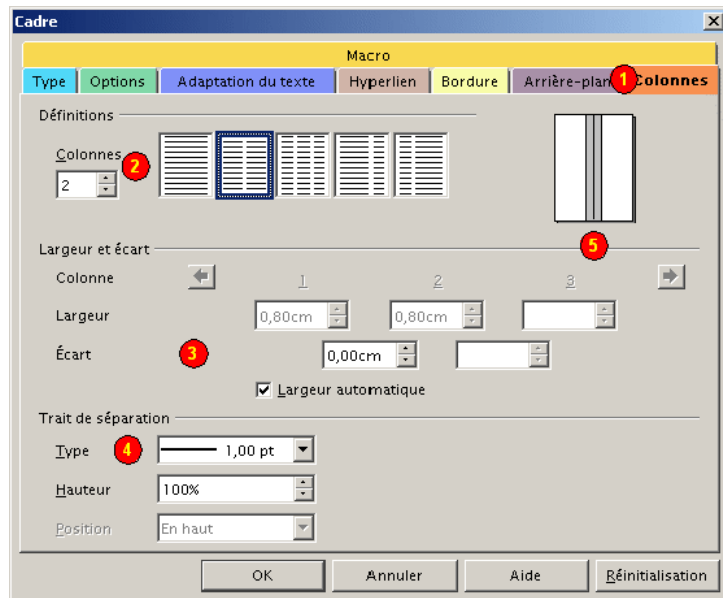 Cadre
Macro
Type Options Adaptation du texte Hyperlien Bordure Arrière-plan 1 Colonnes
Définitions
Colonnes
2
2
Largeur et écart
5
Colonne 1 2 3
Largeur 0,80cm 0,80cm
Écart 3 0,00cm
Largeur automatique
Trait de séparation
Type 4 1,00 pt
Hauteur 100%
Position En haut
OK Annuler Aide Réinitialisation